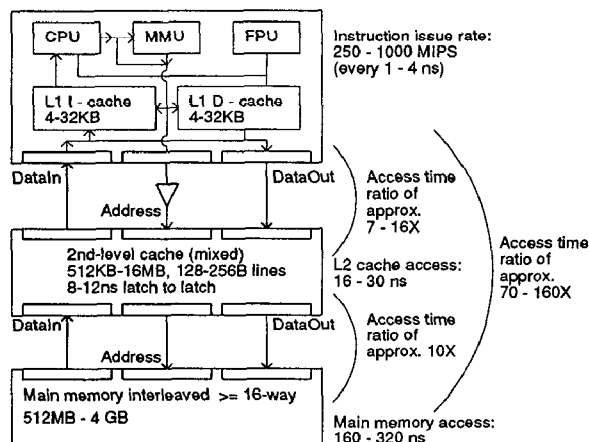 CPU
MMU
FPU
Instruction issue rate:
250 - 1000 MIPS
(every 1 - 4 ns)
L1 I - cache
4-32KB
L1 D - cache
4-32KB
DataIn
DataOut
Address
Access time
ratio of
approx.
7 - 16X
2nd-level cache (mixed)
512KB-16MB, 128-256B lines
8-12ns latch to latch
L2 cache access:
16 - 30 ns
Access time
ratio of
approx.
70 - 160X
DataIn
DataOut
Address
Access time
ratio of
approx. 10X
Main memory interleaved >= 16-way
512MB - 4 GB
Main memory access:
160 - 320 ns